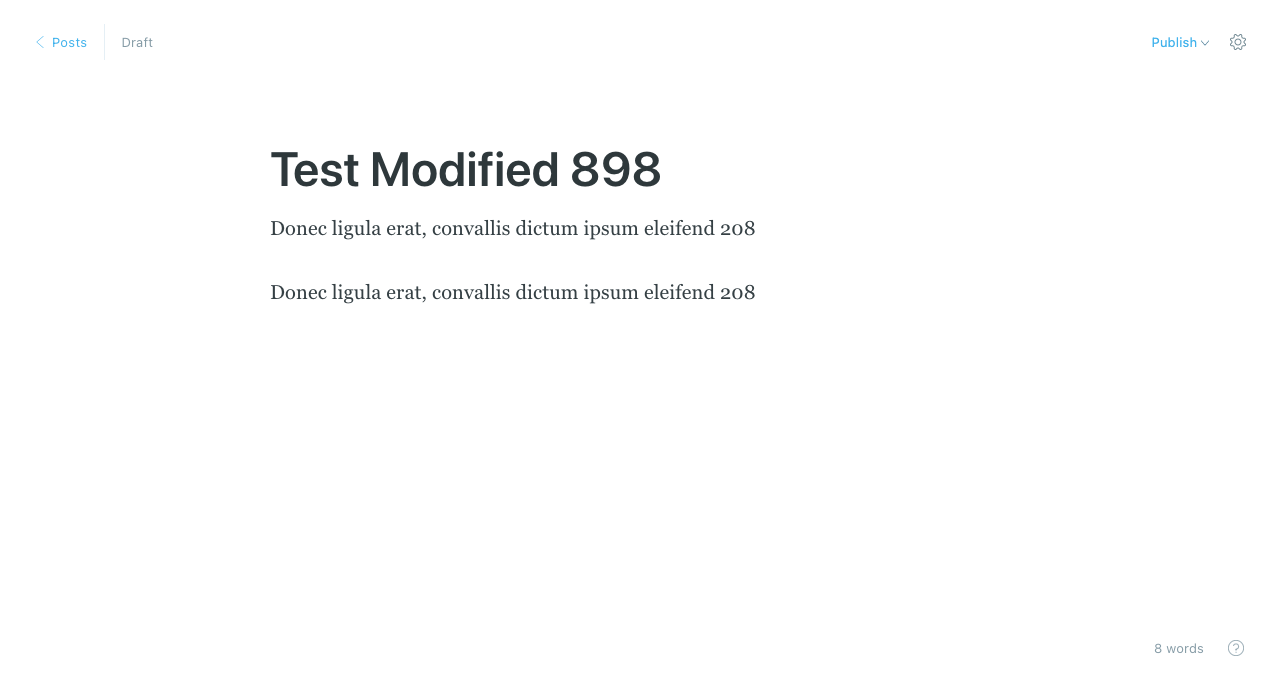 Posts
Draft
Publish
Test Modified 898
Donec ligula erat, convallis dictum ipsum eleifend 208
Donec ligula erat, convallis dictum ipsum eleifend 208
8 words
?